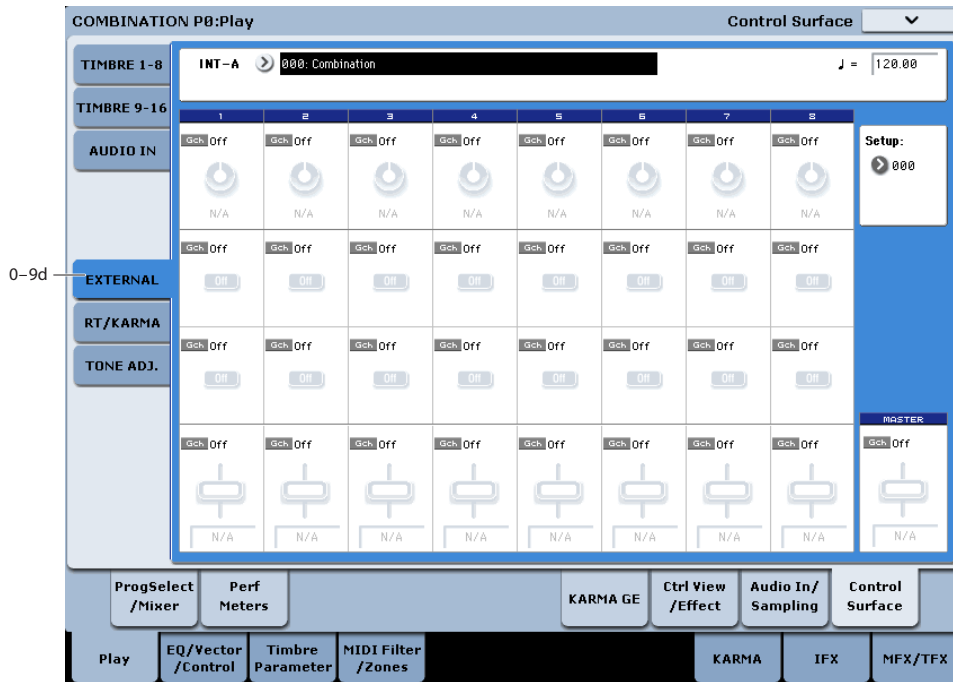 COMBINATION P0:Play Control Surface
TIMBRE 1-8
INT-A 000: Combination ♩ = 120.00
TIMBRE 9-16
1 2 3 4 5 6 7 8
AUDIO IN
Gch Off Gch Off Gch Off Gch Off Gch Off Gch Off Gch Off Gch Off
Setup:
000
N/A N/A N/A N/A N/A N/A N/A N/A
Gch Off Gch Off Gch Off Gch Off Gch Off Gch Off Gch Off Gch Off
0-9d
EXTERNAL
Off Off Off Off Off Off Off Off
RT/KARMA
Gch Off Gch Off Gch Off Gch Off Gch Off Gch Off Gch Off Gch Off
TONE ADJ.
Off Off Off Off Off Off Off Off
MASTER
Gch Off Gch Off Gch Off Gch Off Gch Off Gch Off Gch Off Gch Off Gch Off
N/A N/A N/A N/A N/A N/A N/A N/A N/A
ProgSelect
/Mixer
Perf
Meters
KARMA GE
Ctrl View
/Effect
Audio In/
Sampling
Control
Surface
Play
EQ/Vector
/Control
Timbre
Parameter
MIDI Filter
/Zones
KARMA
IFX
MFX/TFX